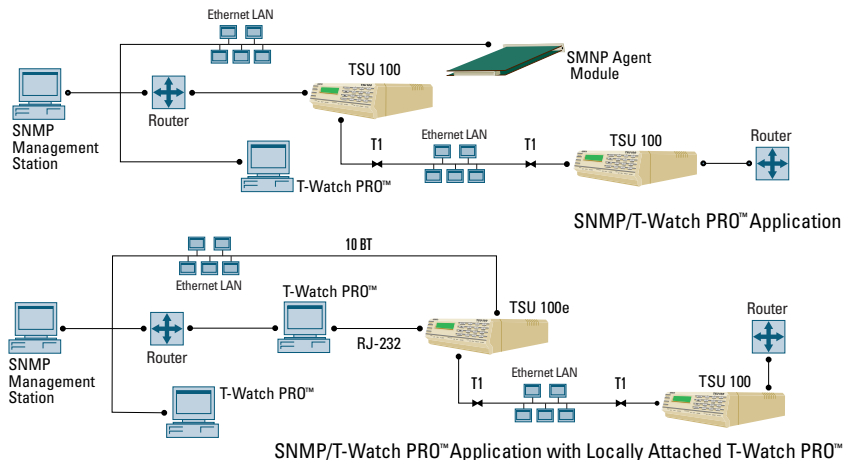 Ethernet LAN
TSU 100
SMNP Agent
Module
SNMP
Management
Station
Router
T-Watch PRO™
T1
Ethernet LAN
T1
TSU 100
Router
SNMP/T-Watch PRO™ Application
10 BT
Ethernet LAN
T-Watch PRO™
TSU 100e
Router
SNMP
Management
Station
Router
RJ-232
T-Watch PRO™
T1
Ethernet LAN
T1
TSU 100
SNMP/T-Watch PRO™ Application with Locally Attached T-Watch PRO™